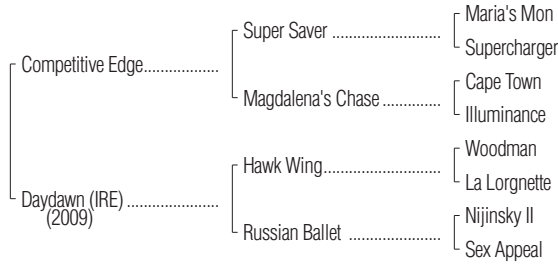 Maria's Mon
Super Saver ....................
Supercharger
Competitive Edge...................
Cape Town
Magdalena's Chase ...............
Illuminance
Woodman
Hawk Wing.......................
La Lorgnette
Daydawn (IRE) .......................
(2009)
Nijinsky II
Russian Ballet ..................
Sex Appeal